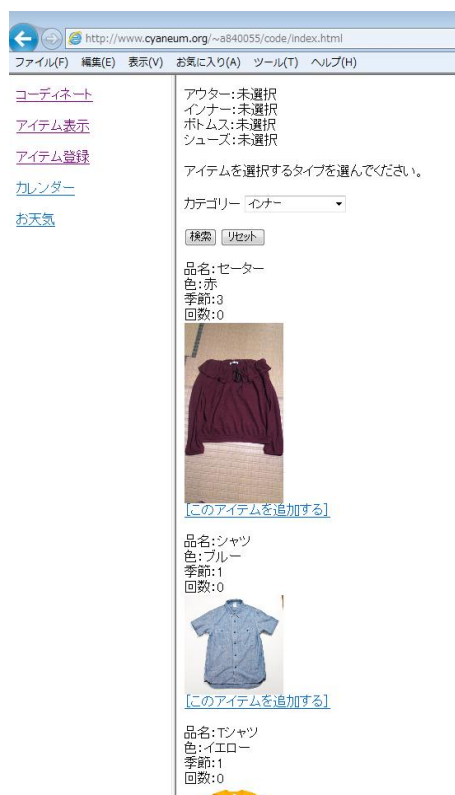 http://www.cyaneum.org/~a840055/code/index.html
ファイル(F) 編集(E) 表示(V) お気に入り(A) ツール(T) ヘルプ(H)
コーディネート
アイテム表示
アイテム登録
カレンダー
お天気
アウター:未選択
インナー:未選択
ボトムス:未選択
シューズ:未選択
アイテムを選択するタイプを選んでください。
カテゴリー インナー
検索 リセット
品名:セーター
色:赤
季節:3
回数:0
[このアイテムを追加する]
品名:シャツ
色:ブルー
季節:1
回数:0
[このアイテムを追加する]
品名:Tシャツ
色:イエロー
季節:1
回数:0